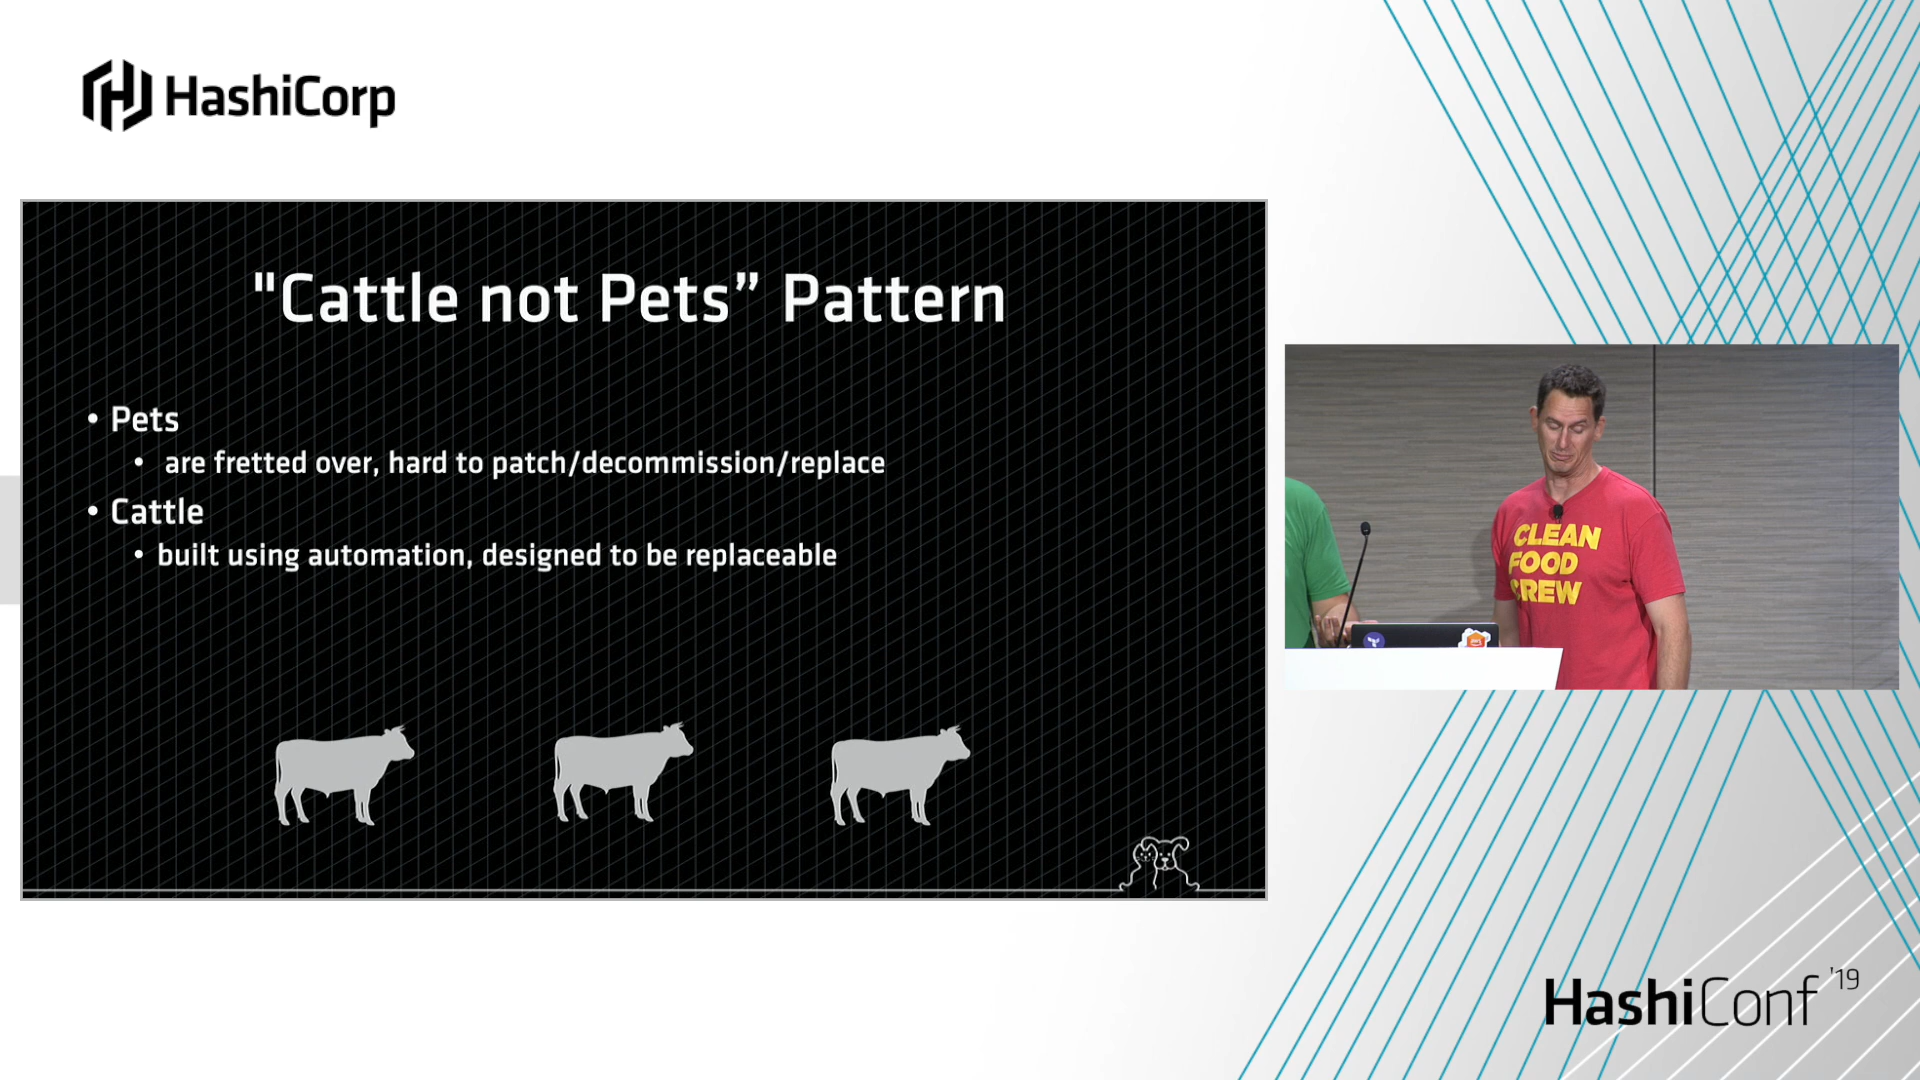 HashiCorp
"Cattle not Pets” Pattern
• Pets
• are fretted over, hard to patch/decommission/replace
• Cattle
• built using automation, designed to be replaceable
CLEAN
FOOD
CREW
aws
HashiConf '19